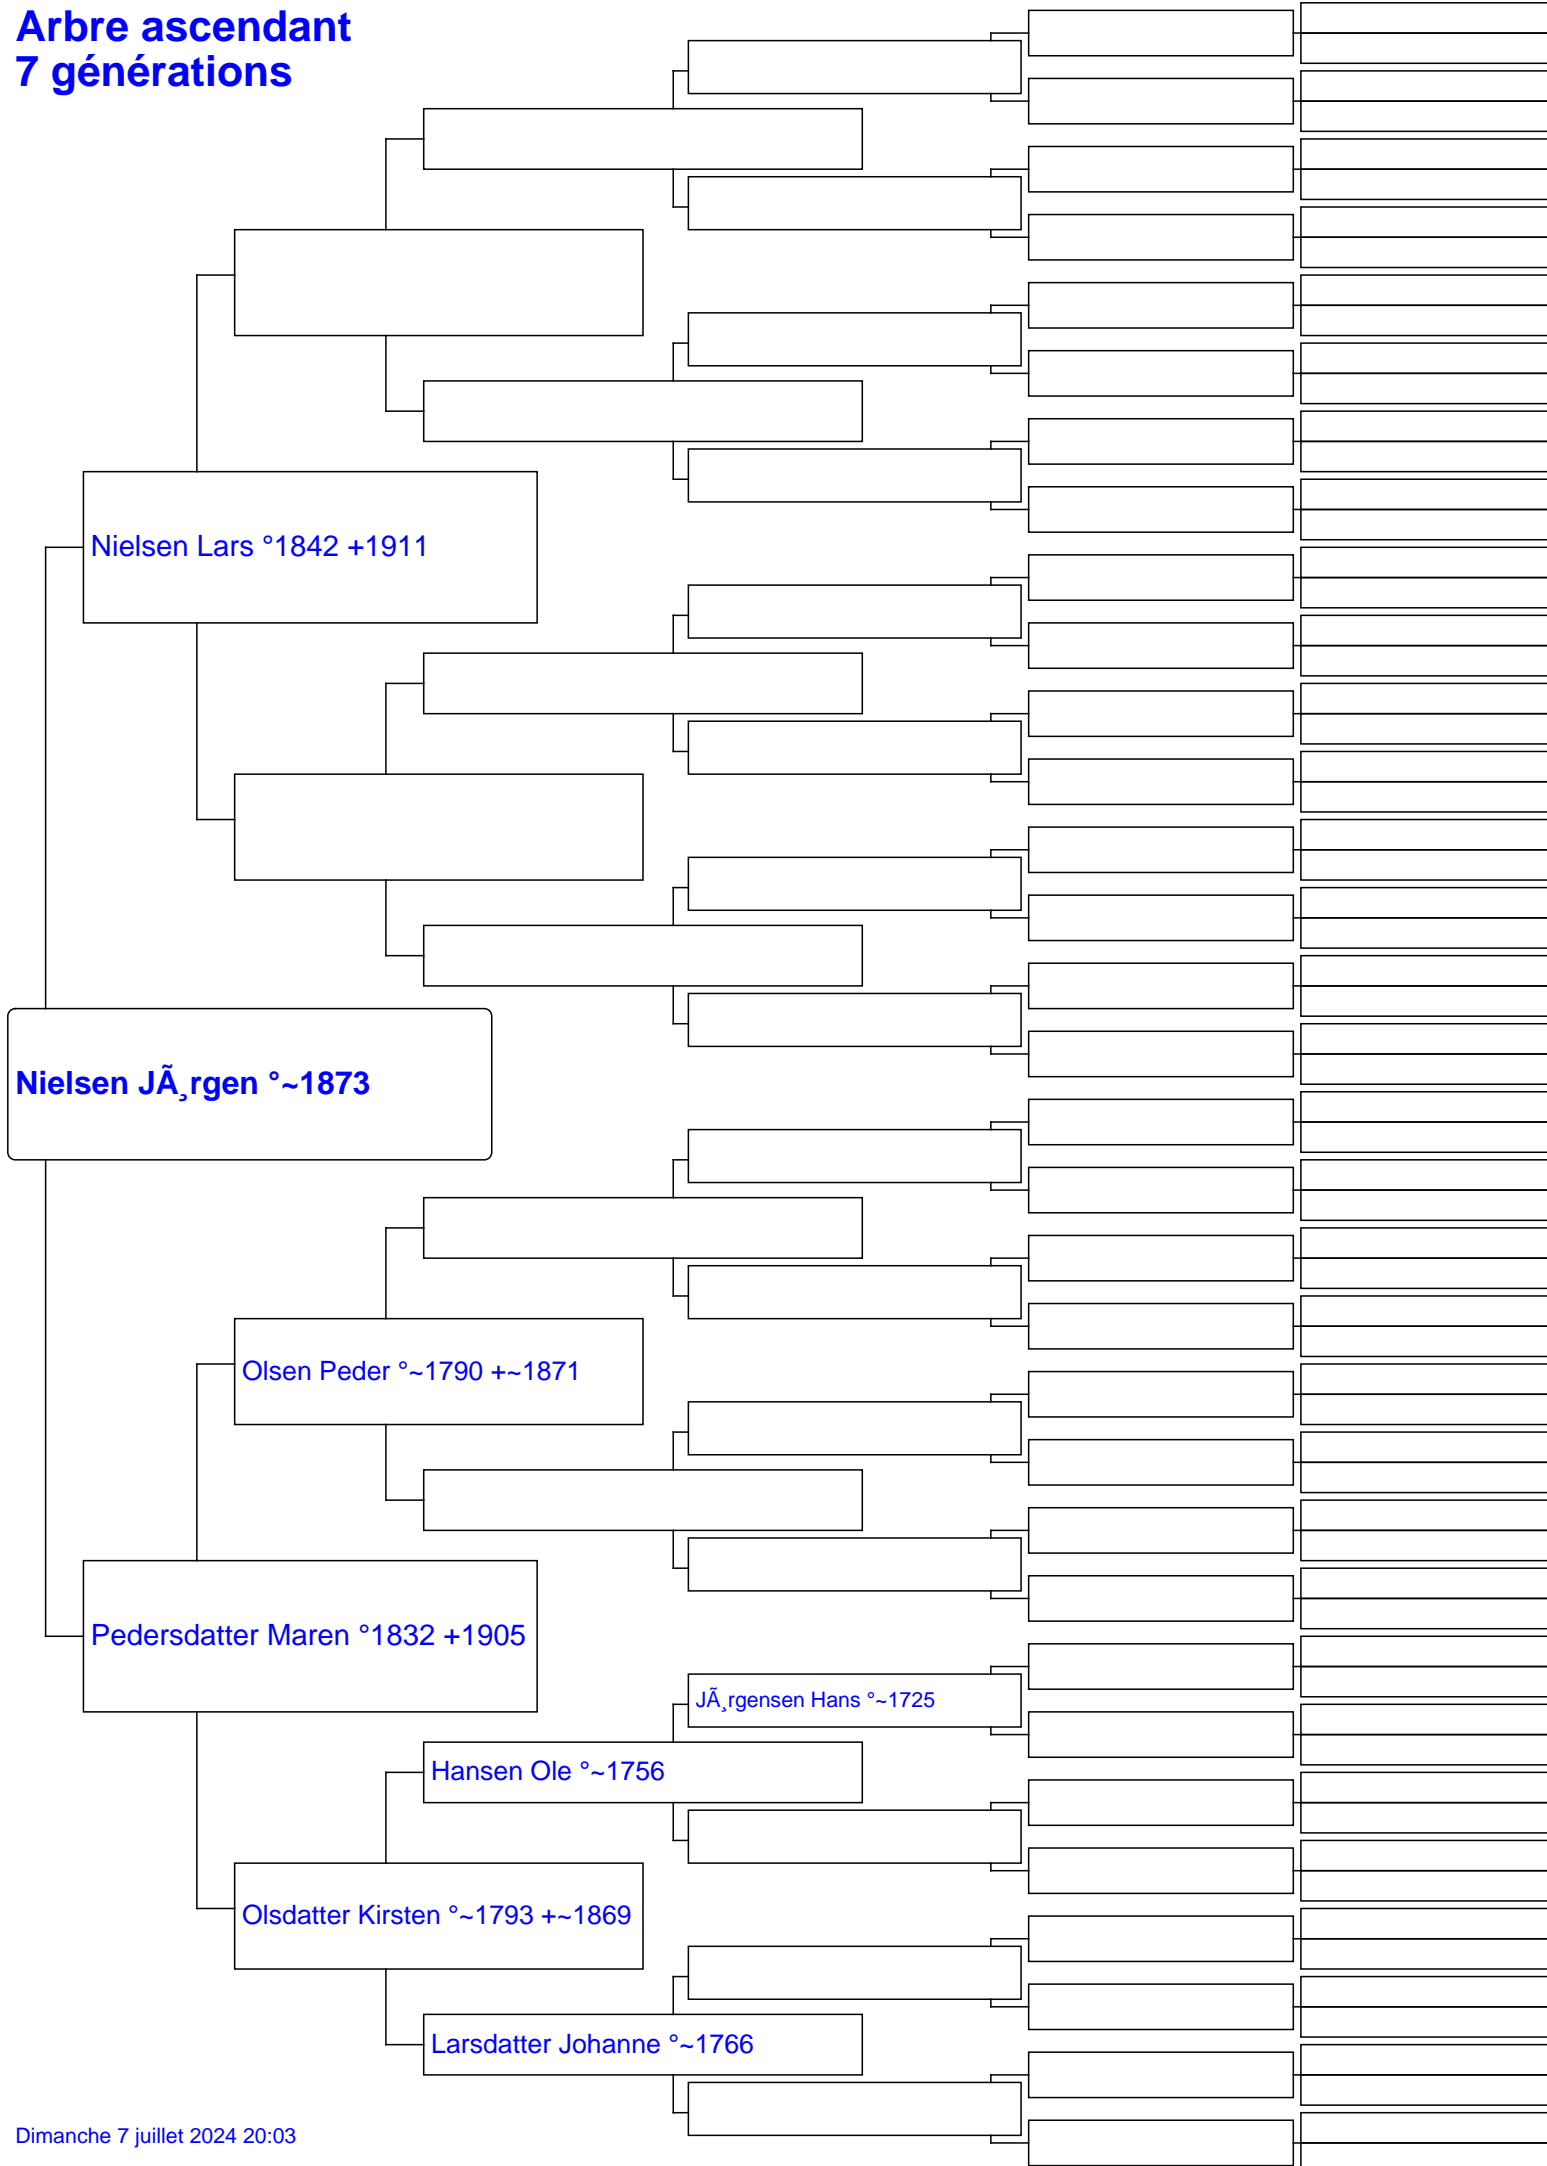 Arbre ascendant
7 générations
Nielsen Lars °1842 +1911
Nielsen JÃ¸rgen °~1873
Olsen Peder °~1790 +~1871
Pedersdatter Maren °1832 +1905
JÃ¸rgensen Hans °~1725
Hansen Ole °~1756
Olsdatter Kirsten °~1793 +~1869
Larsdatter Johanne °~1766
Dimanche 7 juillet 2024 20:03